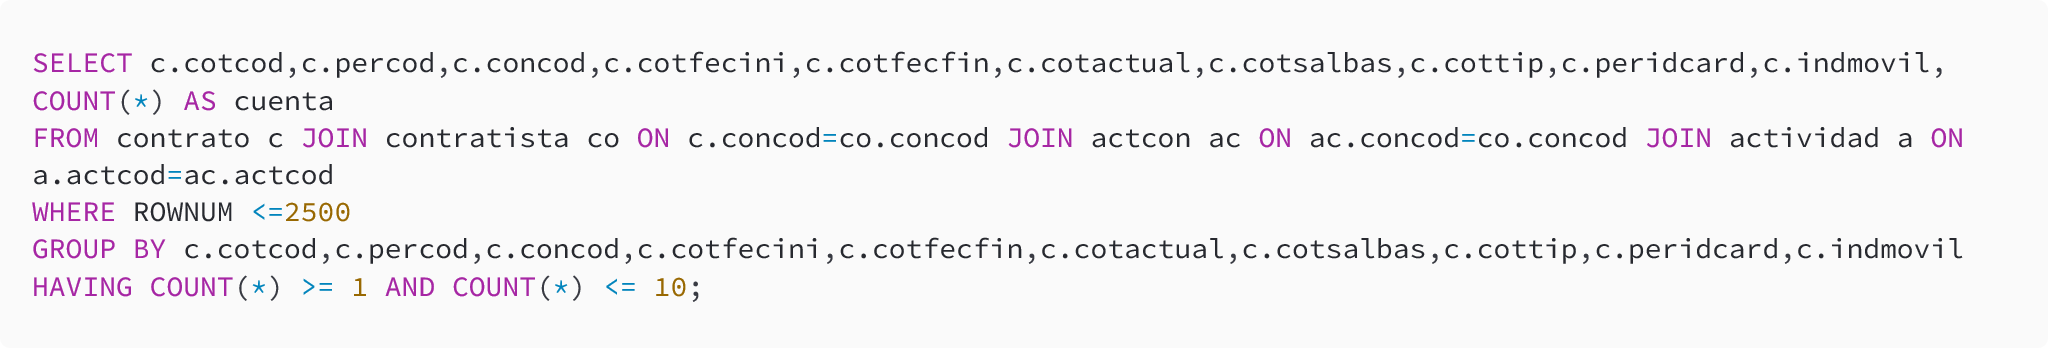 SELECT c.cotcod,c.percod,c.concod,c.cotfecini,c.cotfecfin,c.cotactual,c.cotsalbas,c.cottip,c.peridcard,c.indmovil,
COUNT(*) AS cuenta
FROM contrato c JOIN contratista co ON c.concod=co.concod JOIN actcon ac ON ac.concod=co.concod JOIN actividad a ON
a.actcod=ac.actcod
WHERE ROWNUM <=2500
GROUP BY c.cotcod,c.percod,c.concod,c.cotfecini,c.cotfecfin,c.cotactual,c.cotsalbas,c.cottip,c.peridcard,c.indmovil
HAVING COUNT(*) >= 1 AND COUNT(*) <= 10;